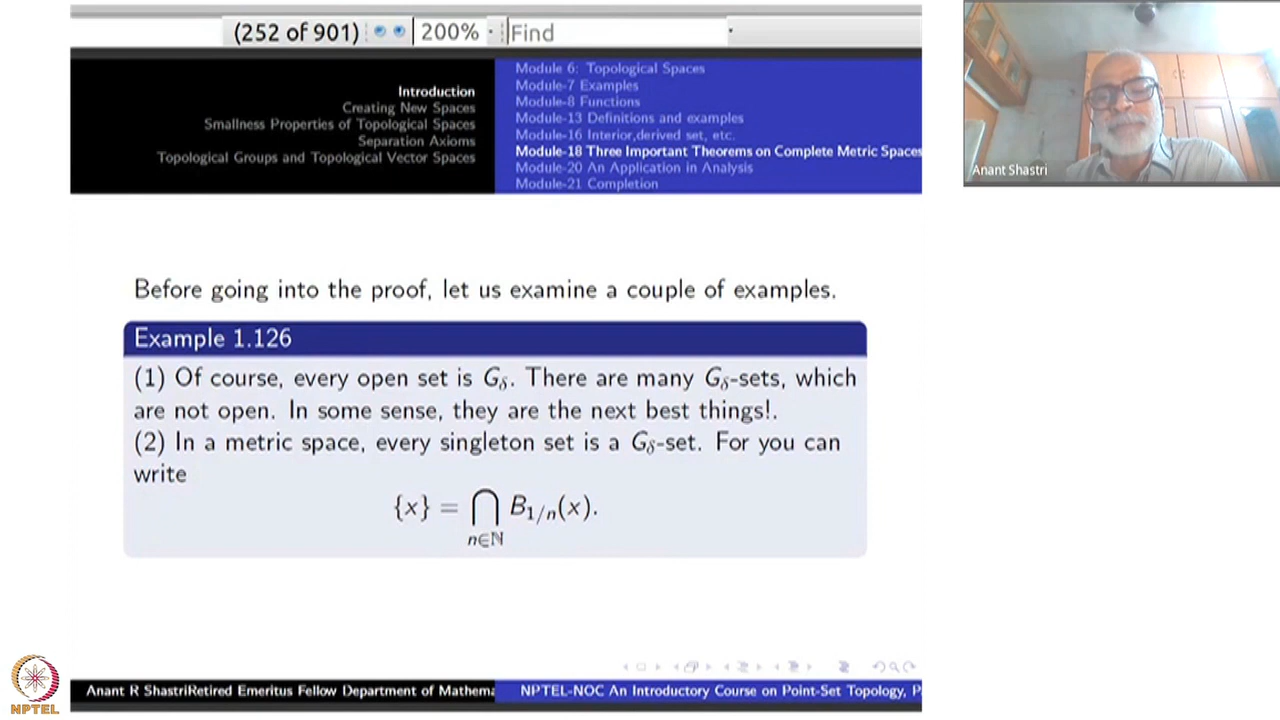 (252 of 901) 200% Find
Introduction
Creating New Spaces
Smallness Properties of Topological Spaces
Separation Axioms
Topological Groups and Topological Vector Spaces
Module 6: Topological Spaces
Module-7 Examples
Module-8 Functions
Module-13 Definitions and examples
Module-16 Interior,derived set, etc.
Module-18 Three Important Theorems on Complete Metric Spaces
Module-20 An Application in Analysis
Module-21 Completion
Anant Shastri
Before going into the proof, let us examine a couple of examples.
Example 1.126
(1) Of course, every open set is G_δ. There are many G_δ-sets, which
are not open. In some sense, they are the next best things!.
(2) In a metric space, every singleton set is a G_δ-set. For you can
write
{x} = ⋂_{n∈ℕ} B_{1/n}(x).
NPTEL
Anant R ShastriRetired Emeritus Fellow Department of Mathema
NPTEL-NOC An Introductory Course on Point-Set Topology, P